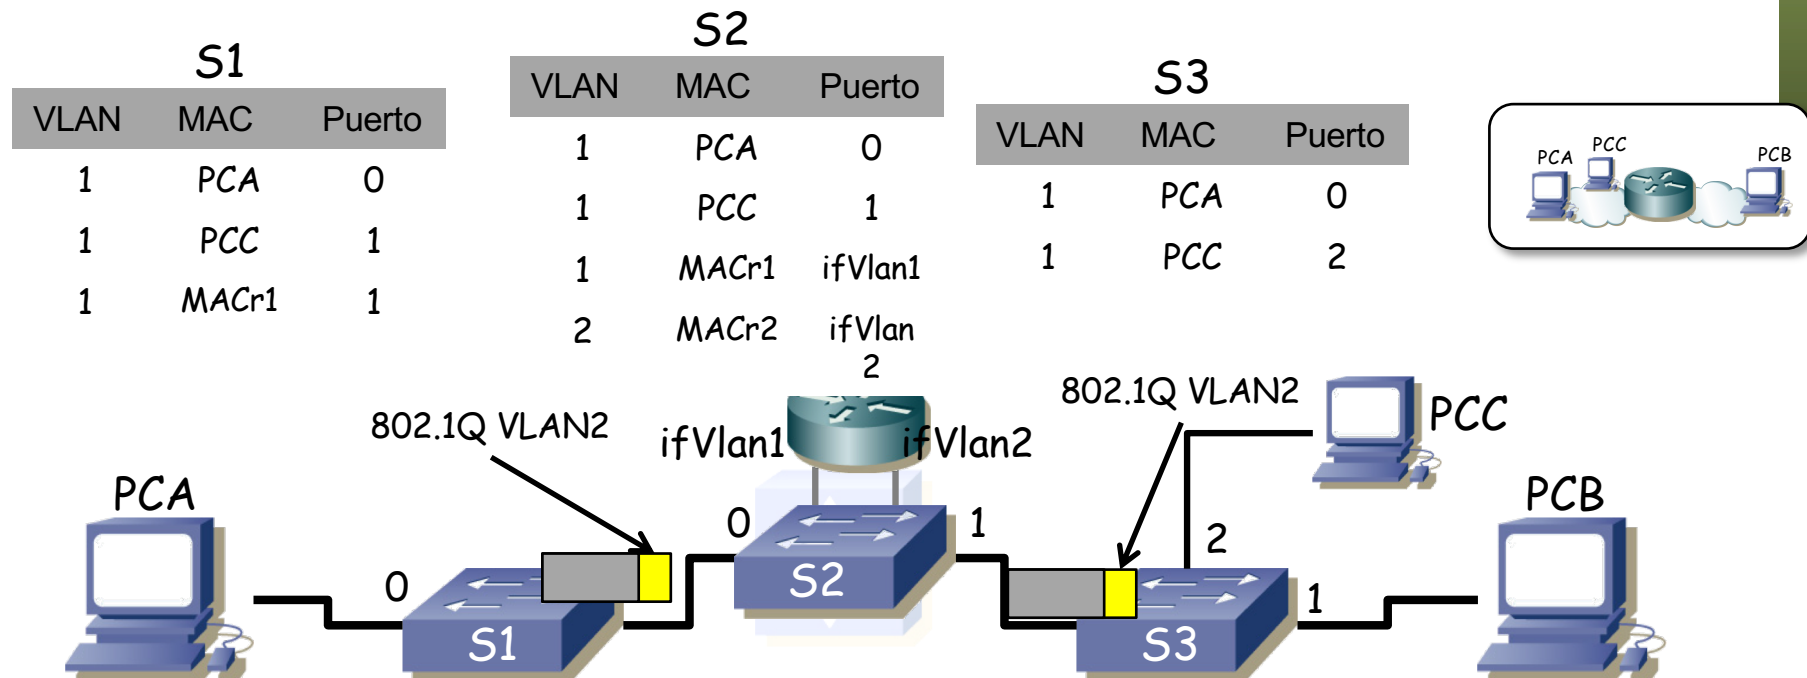 S1
VLAN MAC Puerto
1 PCA 0
1 PCC 1
1 MACr1 1
S2
VLAN MAC Puerto
1 PCA 0
1 PCC 1
1 MACr1 ifVlan1
2 MACr2 ifVlan
2
S3
VLAN MAC Puerto
1 PCA 0
1 PCC 2
PCA PCC PCB
802.1Q VLAN2
ifVlan1 ifVlan2
802.1Q VLAN2
PCC
PCA
PCB
0
0
1
2
1
S1
S2
S3